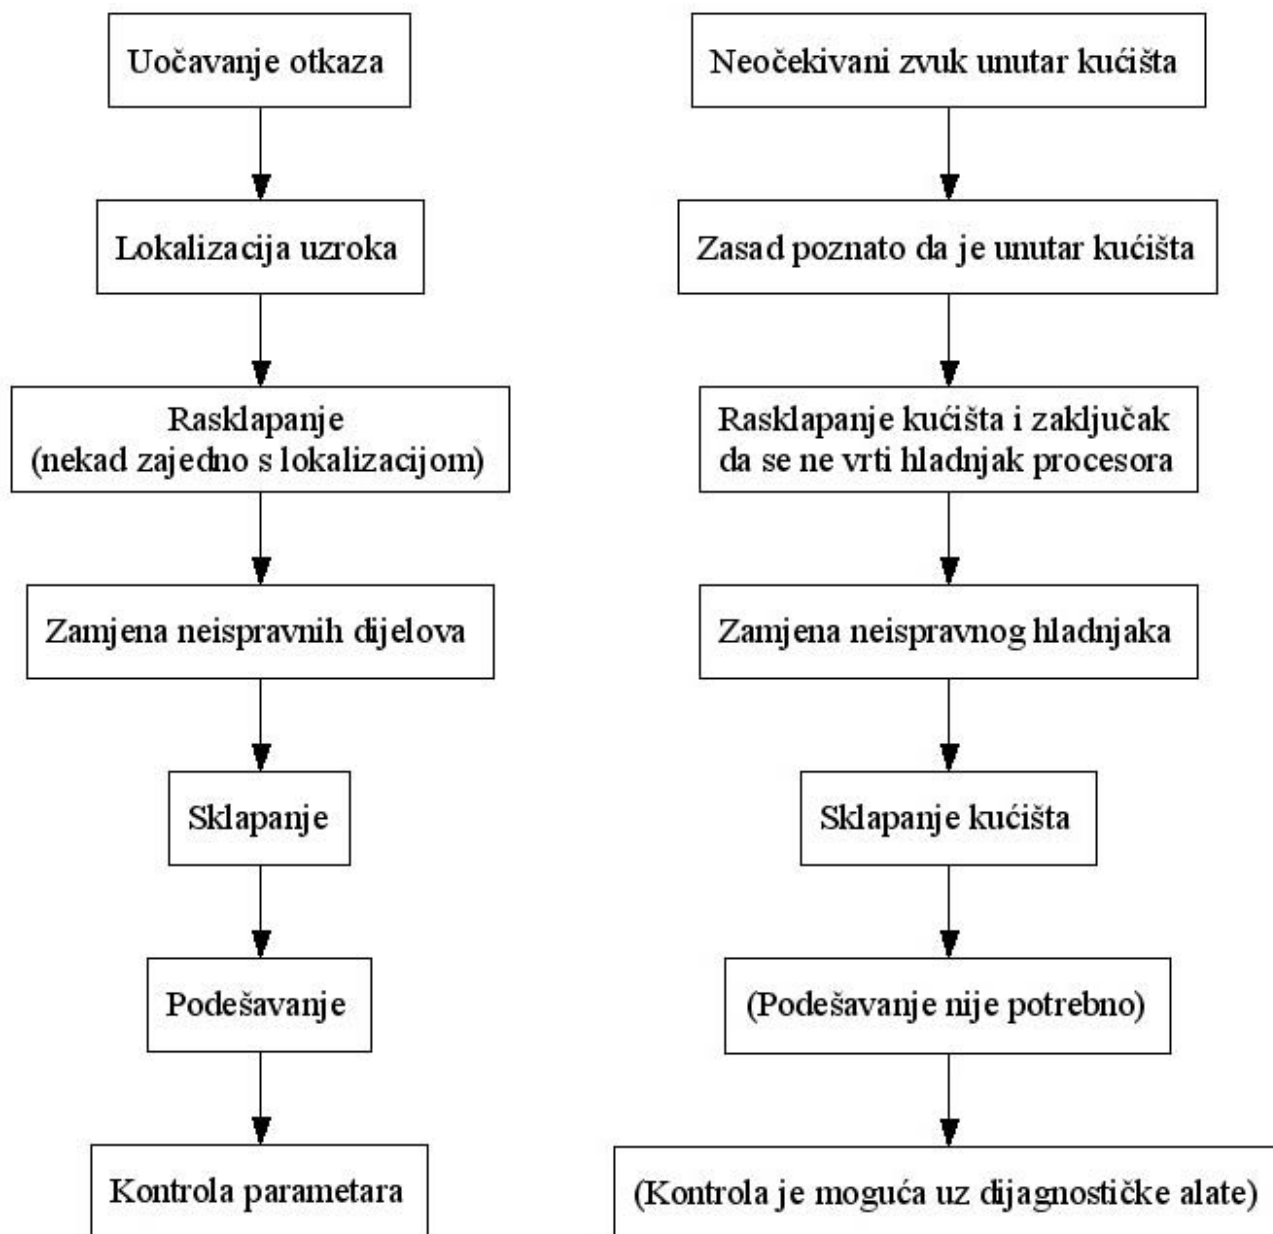 Uočavanje otkaza
Lokalizacija uzroka
Rasklapanje
(nekad zajedno s lokalizacijom)
Zamjena neispravnih dijelova
Sklapanje
Podešavanje
Kontrola parametara
Neočekivani zvuk unutar kućišta
Zasad poznato da je unutar kućišta
Rasklapanje kućišta i zaključak
da se ne vrti hladnjak procesora
Zamjena neispravnog hladnjaka
Sklapanje kućišta
(Podešavanje nije potrebno)
(Kontrola je moguća uz dijagnostičke alate)